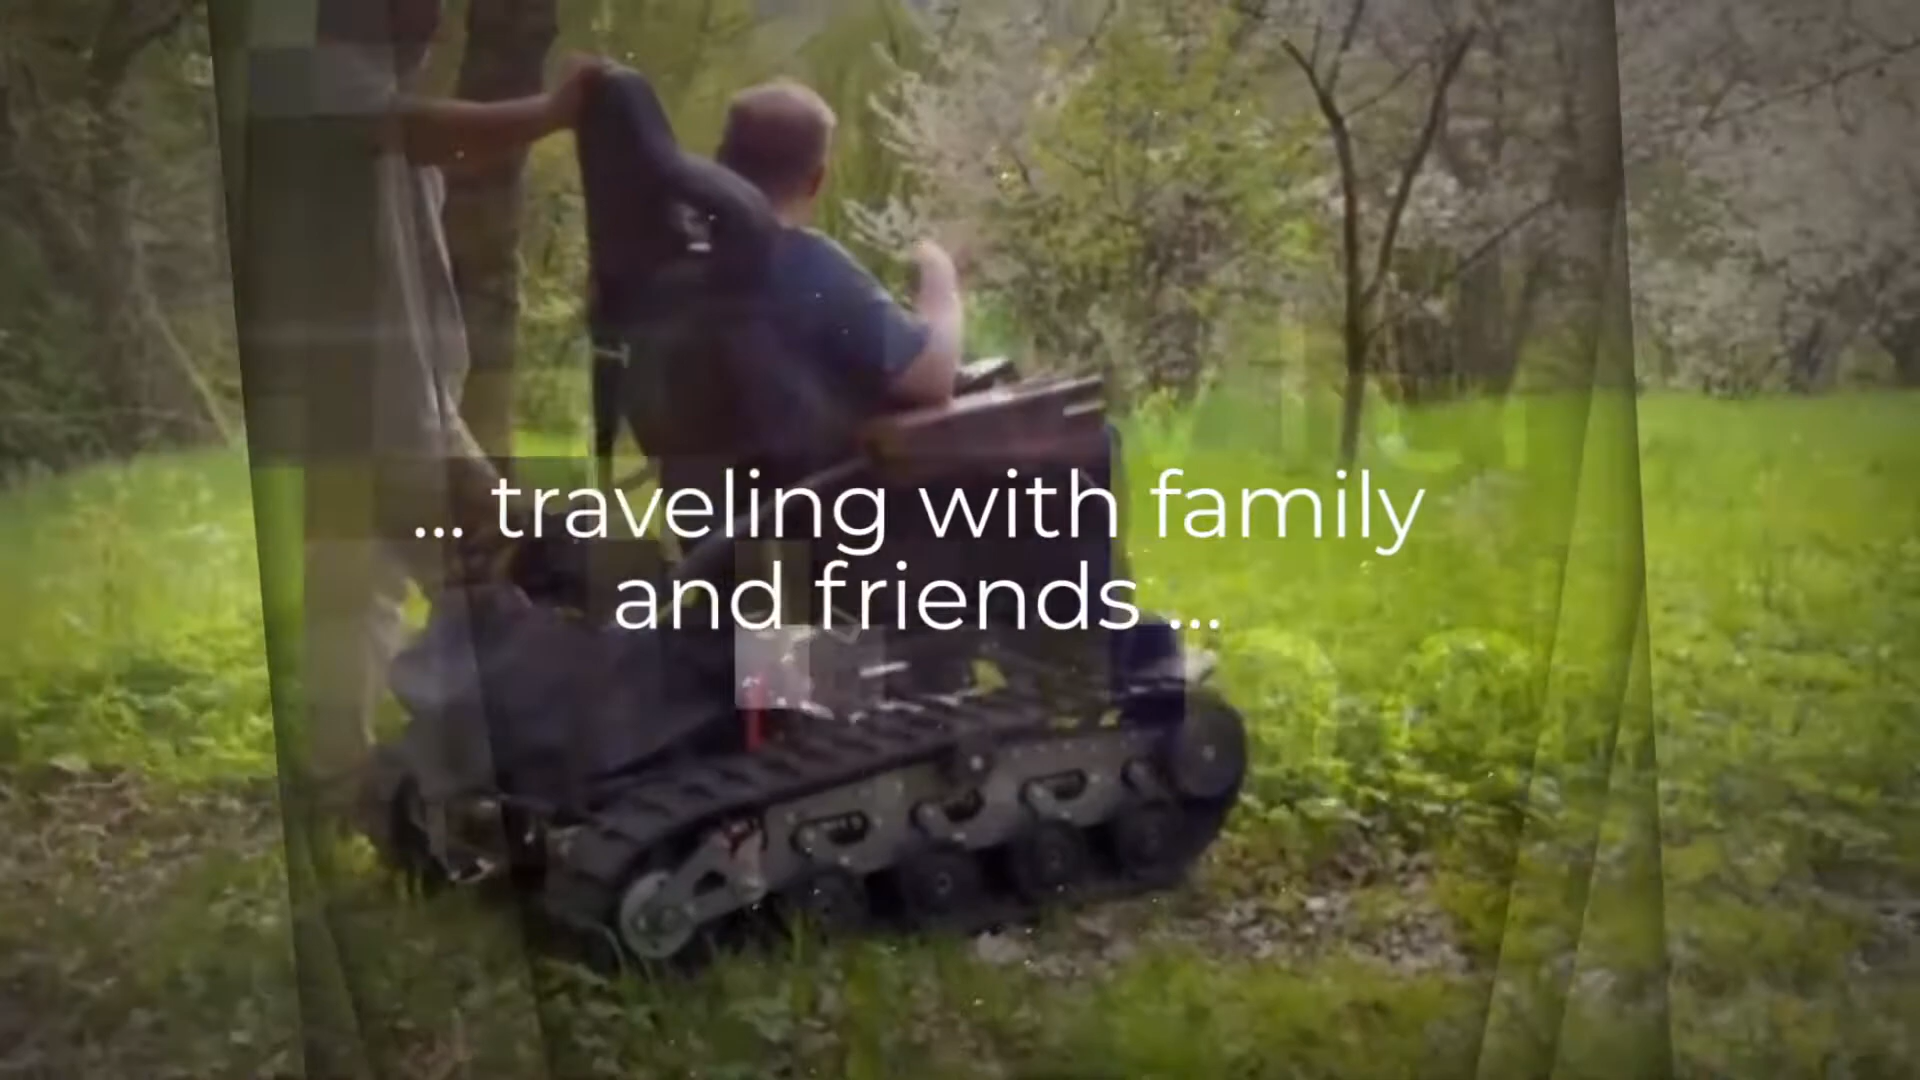 ... traveling with family
and friends ...